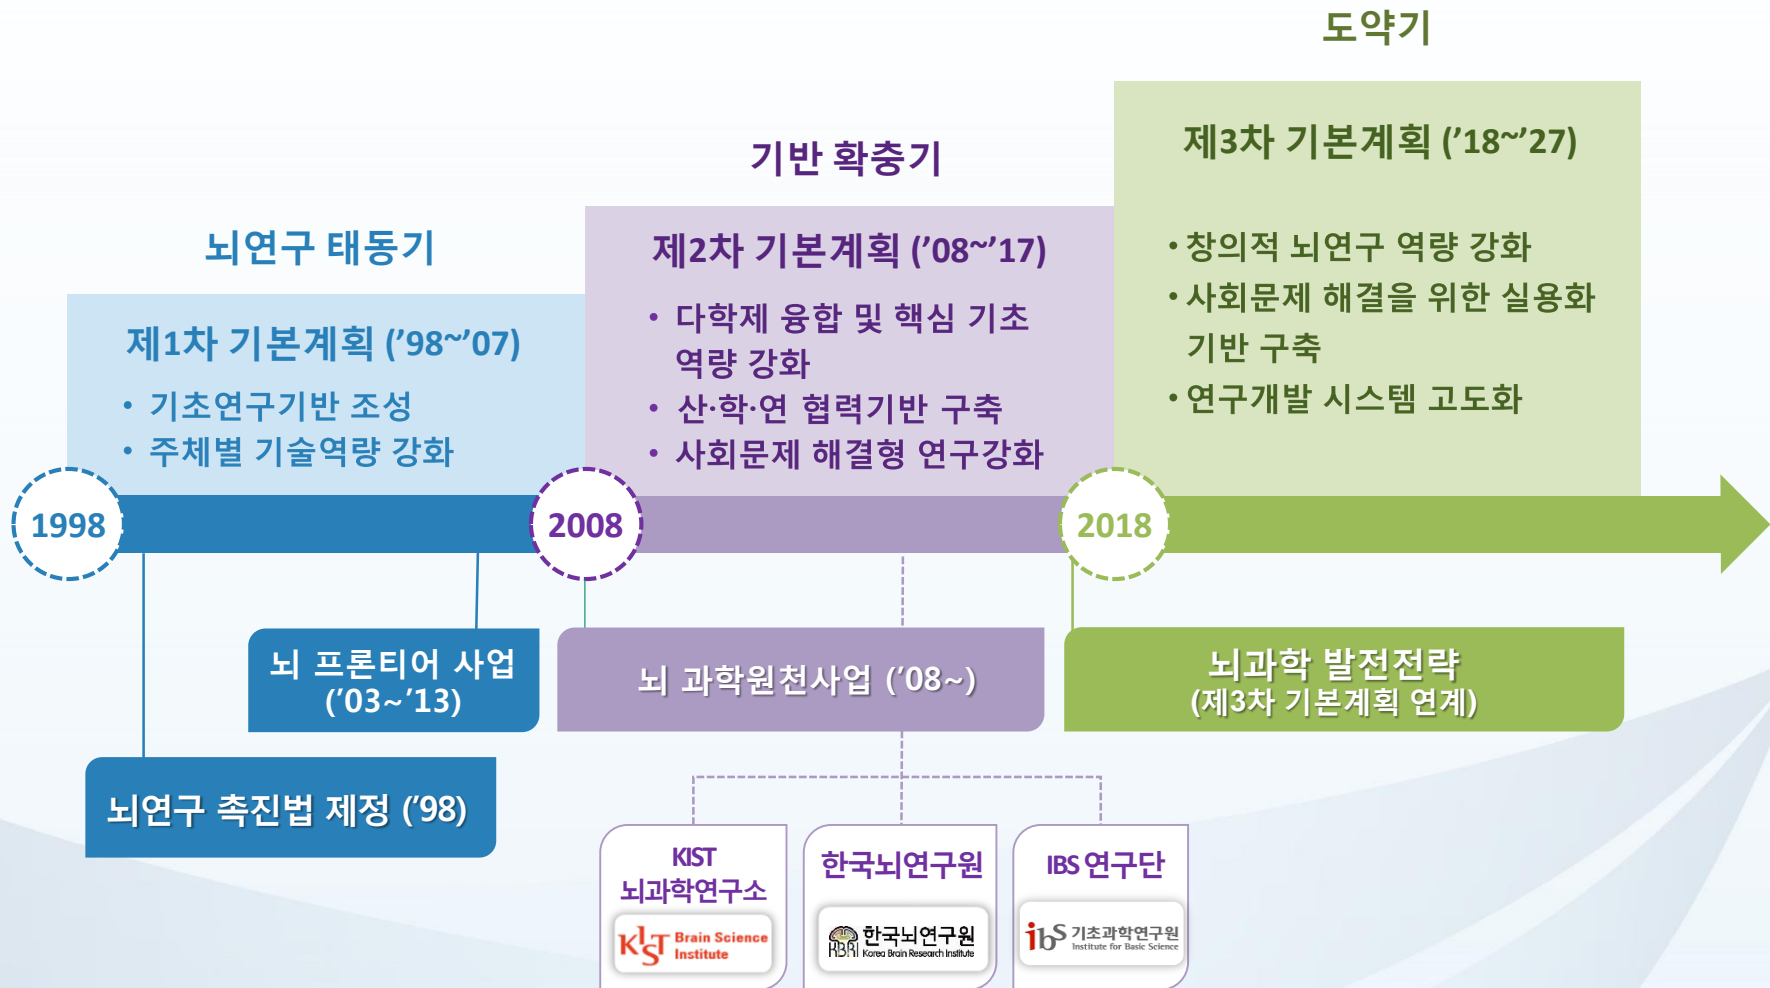 도약기
제3차 기본계획 (’18~’27)
• 창의적 뇌연구 역량 강화
• 사회문제 해결을 위한 실용화
기반 구축
• 연구개발 시스템 고도화
기반 확충기
제2차 기본계획 (’08~’17)
• 다학제 융합 및 핵심 기초
역량 강화
• 산·학·연 협력기반 구축
• 사회문제 해결형 연구강화
뇌연구 태동기
제1차 기본계획 (’98~’07)
• 기초연구기반 조성
• 주체별 기술역량 강화
1998
2008
2018
뇌 프론티어 사업
(’03~’13)
뇌 과학원천사업 (’08~)
뇌과학 발전전략
(제3차 기본계획 연계)
뇌연구 촉진법 제정 (’98)
KIST
뇌과학연구소
KIST Brain Science
Institute
한국뇌연구원
KBRI 한국뇌연구원
Korea Brain Research Institute
IBS 연구단
ibs 기초과학연구원
Institute for Basic Science